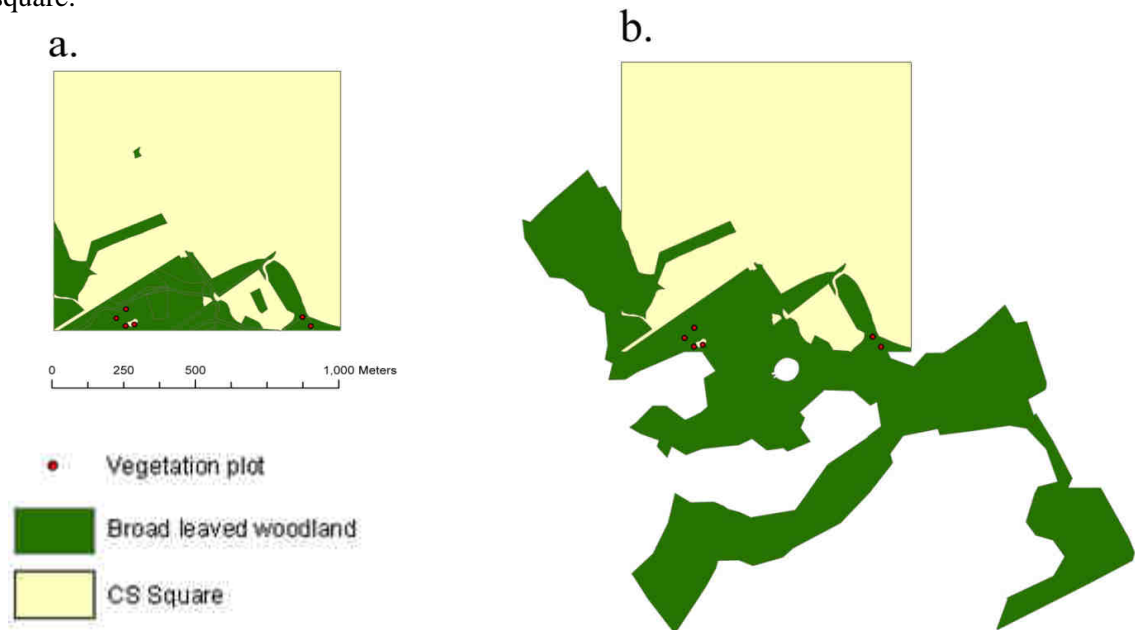 square.
a.
b.
0 250 500 1,000 Meters
Vegetation plot
Broad leaved woodland
CS Square